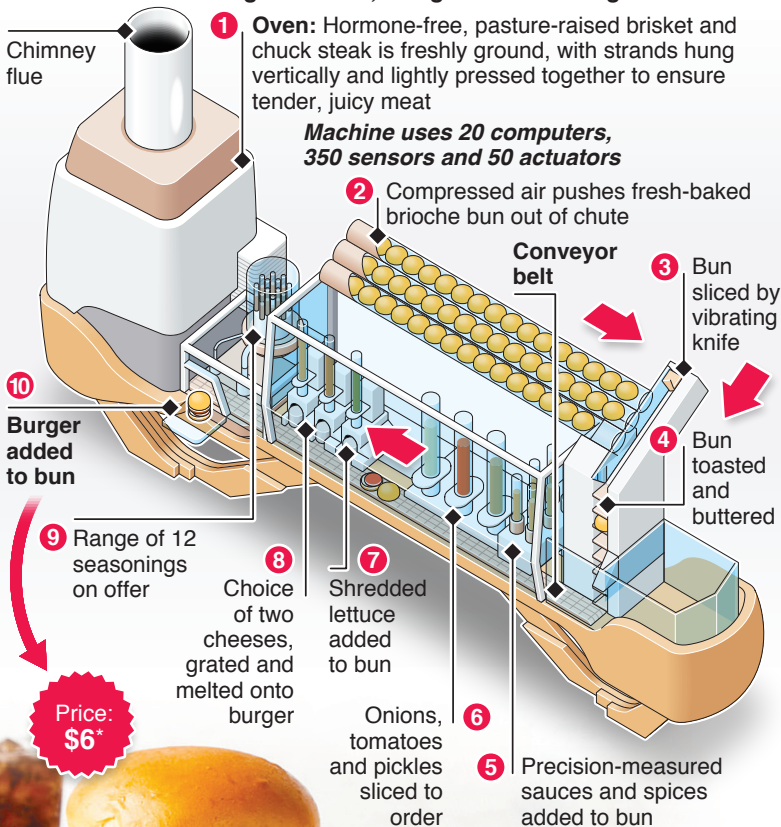 Chimney
flue
1 Oven: Hormone-free, pasture-raised brisket and
chuck steak is freshly ground, with strands hung
vertically and lightly pressed together to ensure
tender, juicy meat
Machine uses 20 computers,
350 sensors and 50 actuators
2 Compressed air pushes fresh-baked
brioche bun out of chute
Conveyor
belt
3 Bun
sliced by
vibrating
knife
4 Bun
toasted
and
buttered
10
Burger
added
to bun
9 Range of 12
seasonings
on offer
8
Choice
of two
cheeses,
grated and
melted onto
burger
7
Shredded
lettuce
added
to bun
6
Onions,
tomatoes
and pickles
sliced to
order
5 Precision-measured
sauces and spices
added to bun
Price:
$6*